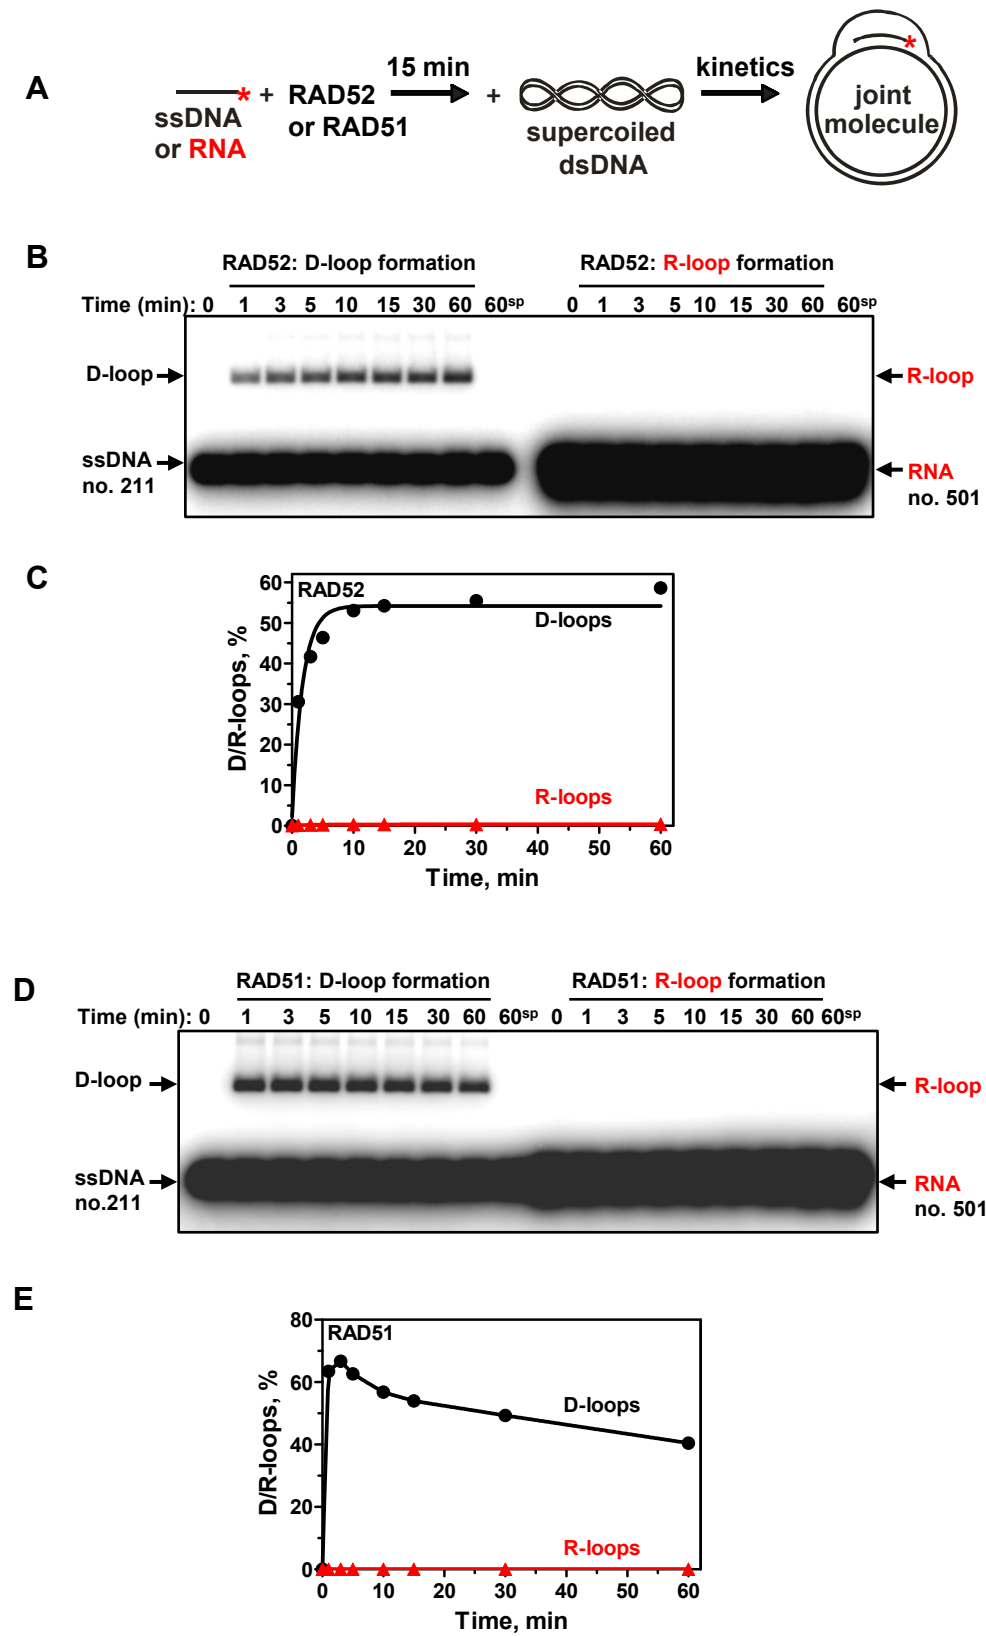 A
ssDNA
or RNA
*
+
RAD52
or RAD51
15 min
+
supercoiled
dsDNA
kinetics
*
joint
molecule
B
RAD52: D-loop formation
RAD52: R-loop formation
Time (min): 0 1 3 5 10 15 30 60 60sp 0 1 3 5 10 15 30 60 60sp
D-loop
R-loop
ssDNA
no. 211
RNA
no. 501
C
RAD52
D-loops
R-loops
D/R-loops, %
60
50
40
30
20
10
0
0 10 20 30 40 50 60
Time, min
D
RAD51: D-loop formation
RAD51: R-loop formation
Time (min): 0 1 3 5 10 15 30 60 60sp 0 1 3 5 10 15 30 60 60sp
D-loop
R-loop
ssDNA
no.211
RNA
no. 501
E
RAD51
D-loops
R-loops
D/R-loops, %
80
60
40
20
0
0 10 20 30 40 50 60
Time, min